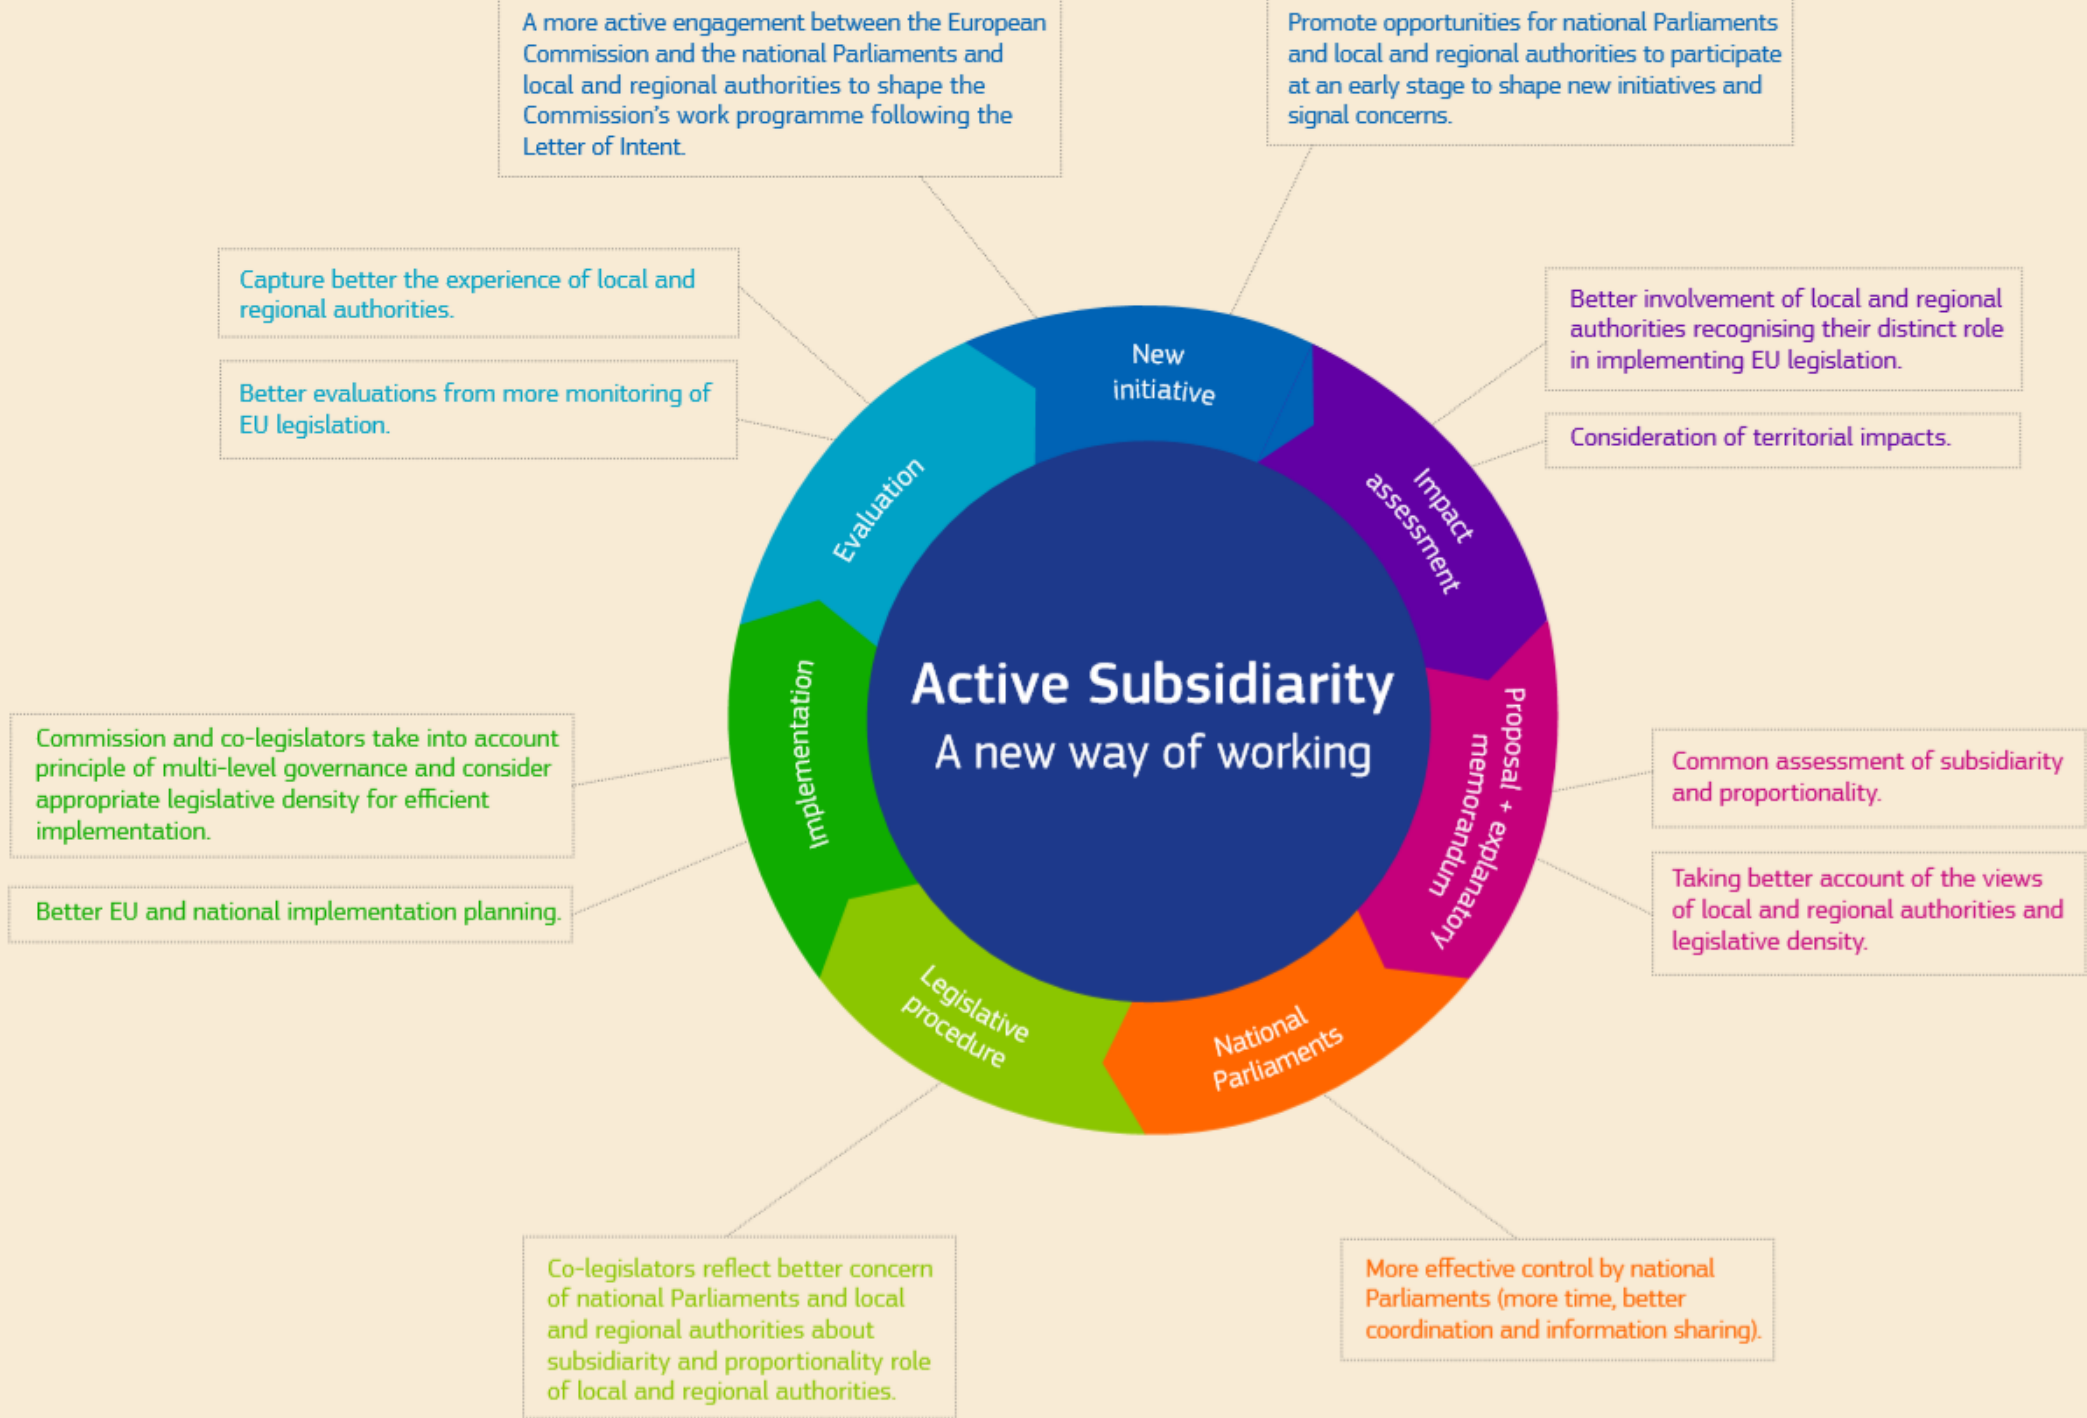 A more active engagement between the European
Commission and the national Parliaments and
local and regional authorities to shape the
Commission's work programme following the
Letter of Intent.
Promote opportunities for national Parliaments
and local and regional authorities to participate
at an early stage to shape new initiatives and
signal concerns.
Capture better the experience of local and
regional authorities.
Better evaluations from more monitoring of
EU legislation.
Better involvement of local and regional
authorities recognising their distinct role
in implementing EU legislation.
Consideration of territorial impacts.
New
initiative
Impact
assessment
Evaluation
Active Subsidiarity
A new way of working
Proposal + explanatory
memorandum
Implementation
Commission and co-legislators take into account
principle of multi-level governance and consider
appropriate legislative density for efficient
implementation.
Better EU and national implementation planning.
Common assessment of subsidiarity
and proportionality.
Taking better account of the views
of local and regional authorities and
legislative density.
Legislative
procedure
National
Parliaments
Co-legislators reflect better concern
of national Parliaments and local
and regional authorities about
subsidiarity and proportionality role
of local and regional authorities.
More effective control by national
Parliaments (more time, better
coordination and information sharing).